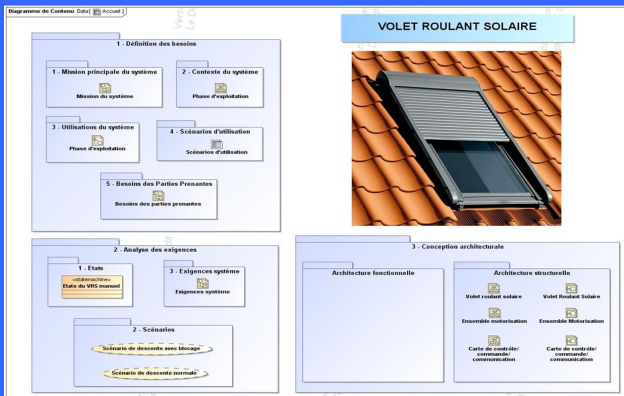 Diagramme de Contenu Data[ Accueil ]
VOLET ROULANT SOLAIRE
1 - Définition des besoins
1 - Mission principale du système
Mission du système
2 - Contexte du système
Phase d'exploitation
3 - Utilisations du système
Phase d'exploitation
4 - Scénarios d'utilisation
Scénarios d'utilisation
5 - Besoins des Parties Prenantes
Besoins des parties prenantes
2 - Analyse des exigences
1 - Etats
«statemachine»
Etats du VRS manuel
3 - Exigences système
Exigences système
2 - Scénarios
Scénario de descente avec blocage
Scénario de descente normale
3 - Conception architecturale
Architecture fonctionnelle
Architecture structurelle
Volet roulant solaire
Volet Roulant Solaire
Ensemble motorisation
Ensemble Motorisation
Carte de contrôle/
commande/
communication
Carte de contrôle/
commande/
communication